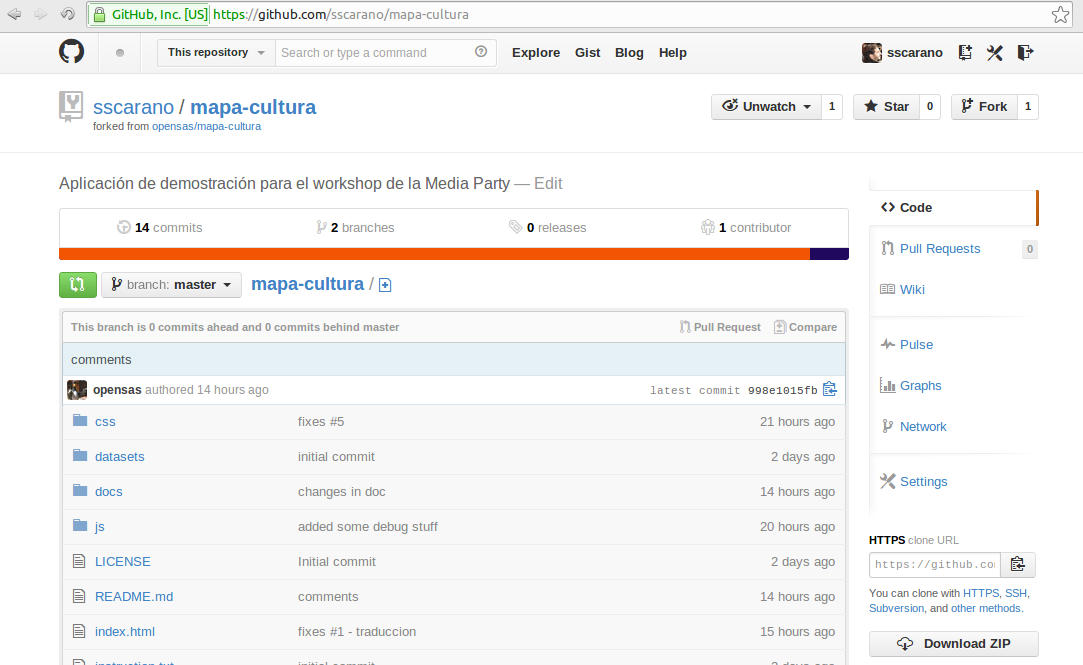 GitHub, Inc. [US] https://github.com/sscarano/mapa-cultura
This repository Search or type a command Explore Gist Blog Help sscarano
sscarano / mapa-cultura Unwatch 1 Star 0 Fork 1
forked from opensas/mapa-cultura
Aplicación de demostración para el workshop de la Media Party — Edit
14 commits 2 branches 0 releases 1 contributor
branch: master mapa-cultura /
This branch is 0 commits ahead and 0 commits behind master Pull Request Compare
comments
opensas authored 14 hours ago latest commit 998e1015fb
css fixes #5 21 hours ago
datasets initial commit 2 days ago
docs changes in doc 14 hours ago
js added some debug stuff 20 hours ago
LICENSE Initial commit 2 days ago
README.md comments 14 hours ago
index.html fixes #1 - traduccion 15 hours ago
Code
Pull Requests 0
Wiki
Pulse
Graphs
Network
Settings
HTTPS clone URL
https://github.co
You can clone with HTTPS, SSH,
Subversion, and other methods.
Download ZIP